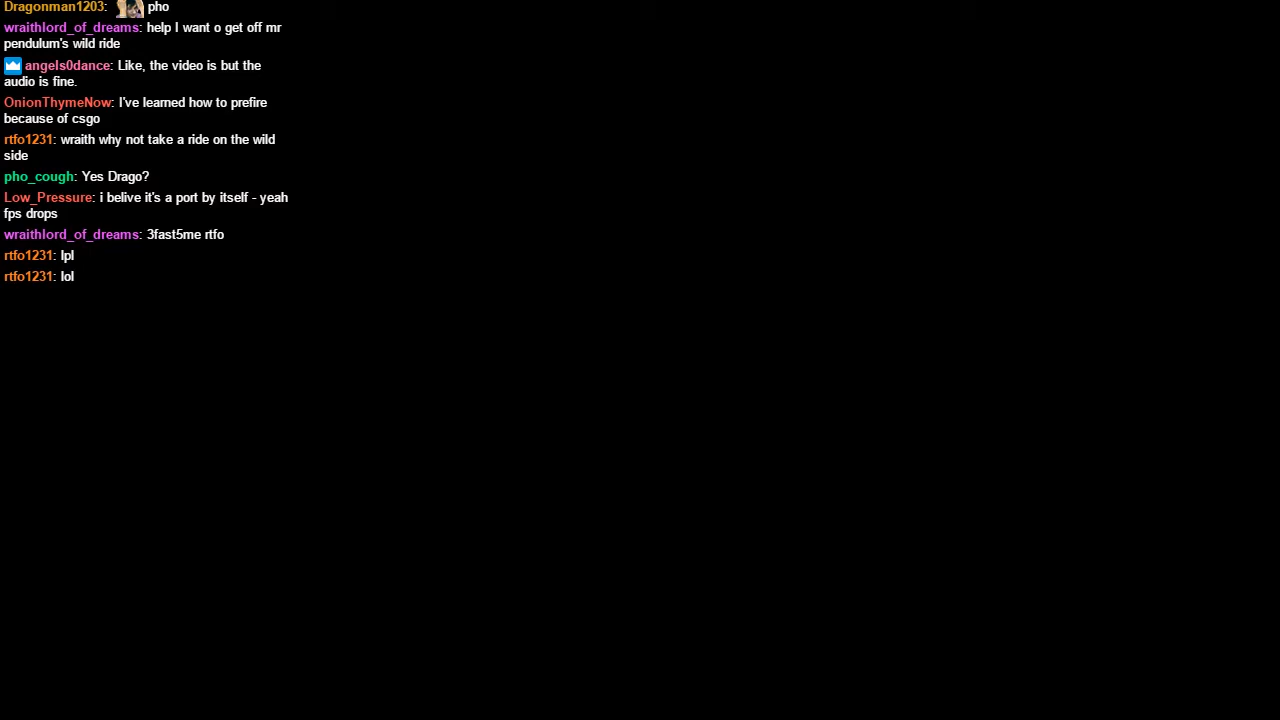 Dragonman1203: pho
wraithlord_of_dreams: help I want o get off mr
pendulum's wild ride
angels0dance: Like, the video is but the
audio is fine.
OnionThymeNow: I've learned how to prefire
because of csgo
rtfo1231: wraith why not take a ride on the wild
side
pho_cough: Yes Drago?
Low_Pressure: i belive it's a port by itself - yeah
fps drops
wraithlord_of_dreams: 3fast5me rtfo
rtfo1231: lpl
rtfo1231: lol